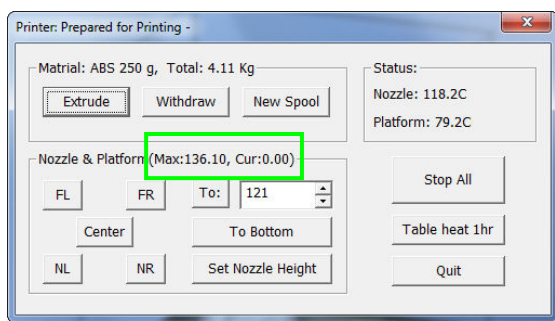 Printer: Prepared for Printing -
Matrial: ABS 250 g, Total: 4.11 Kg
Extrude
Withdraw
New Spool
Status:
Nozzle: 118.2C
Platform: 79.2C
Nozzle & Platform(Max:136.10, Cur:0.00)
FL
FR
To:
121
Center
To Bottom
NL
NR
Set Nozzle Height
Stop All
Table heat 1hr
Quit